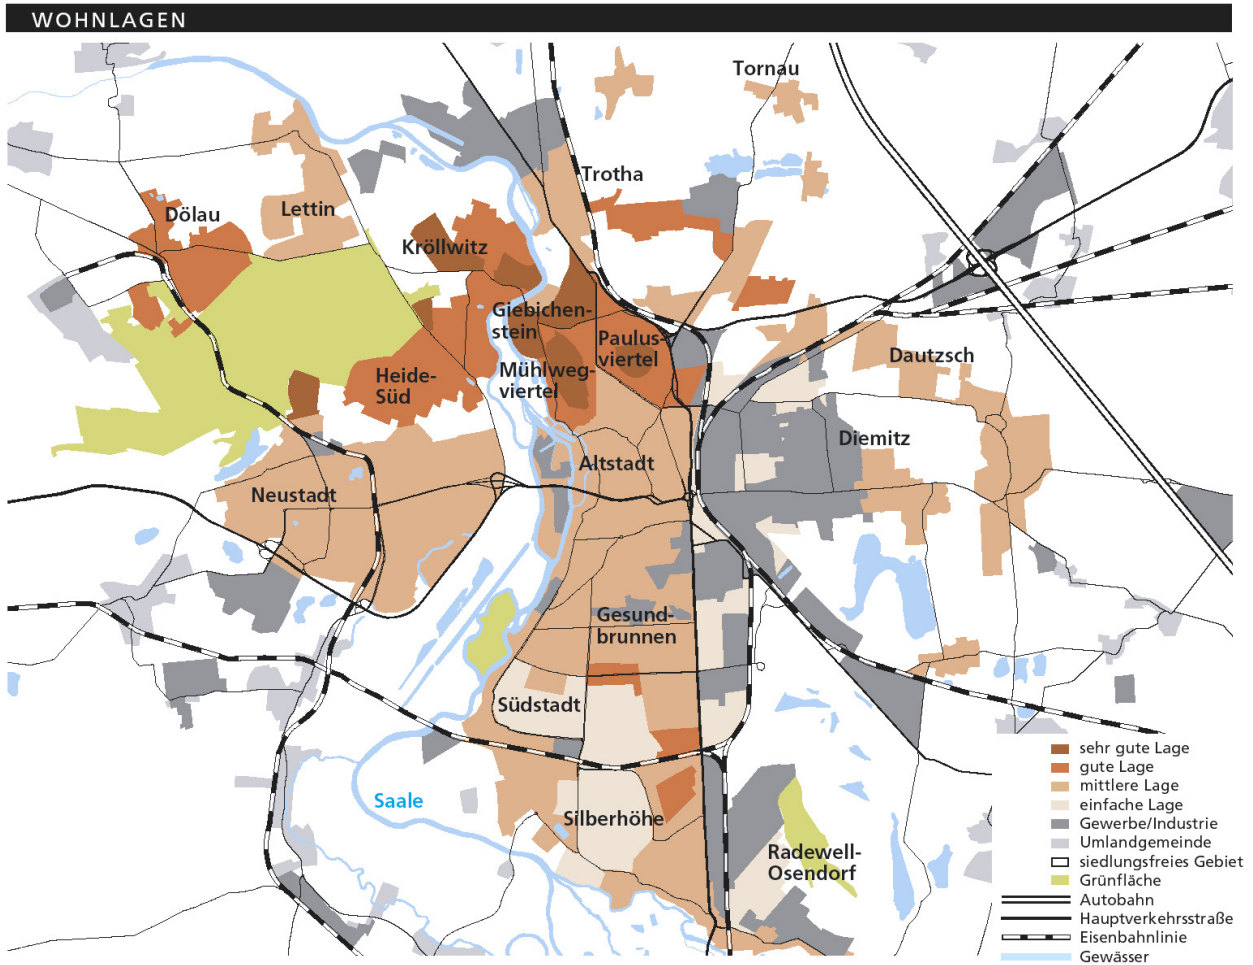 WOHNLAGEN
Tornau
Trotha
Dölau
Lettin
Kröllwitz
Giebichen-
stein
Paulus-
viertel
Mühlweg-
viertel
Heide-
Süd
Dautzsch
Diemitz
Altstadt
Neustadt
Gesund-
brunnen
Südstadt
Saale
Silberhöhe
Radewell-
Osendorf
sehr gute Lage
gute Lage
mittlere Lage
einfache Lage
Gewerbe/Industrie
Umlandgemeinde
siedlungsfreies Gebiet
Grünfläche
Autobahn
Hauptverkehrsstraße
Eisenbahnlinie
Gewässer